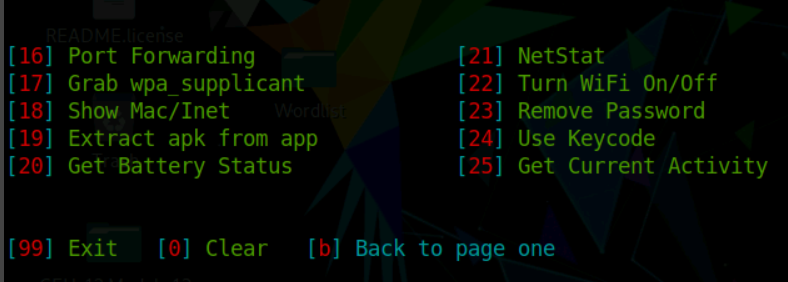 README.license
[16] Port Forwarding [21] NetStat
[17] Grab wpa_supplicant [22] Turn WiFi On/Off
Wordlist
[18] Show Mac/Inet [23] Remove Password
[19] Extract apk from app [24] Use Keycode
[20] Get Battery Status [25] Get Current Activity
[99] Exit [0] Clear [b] Back to page one